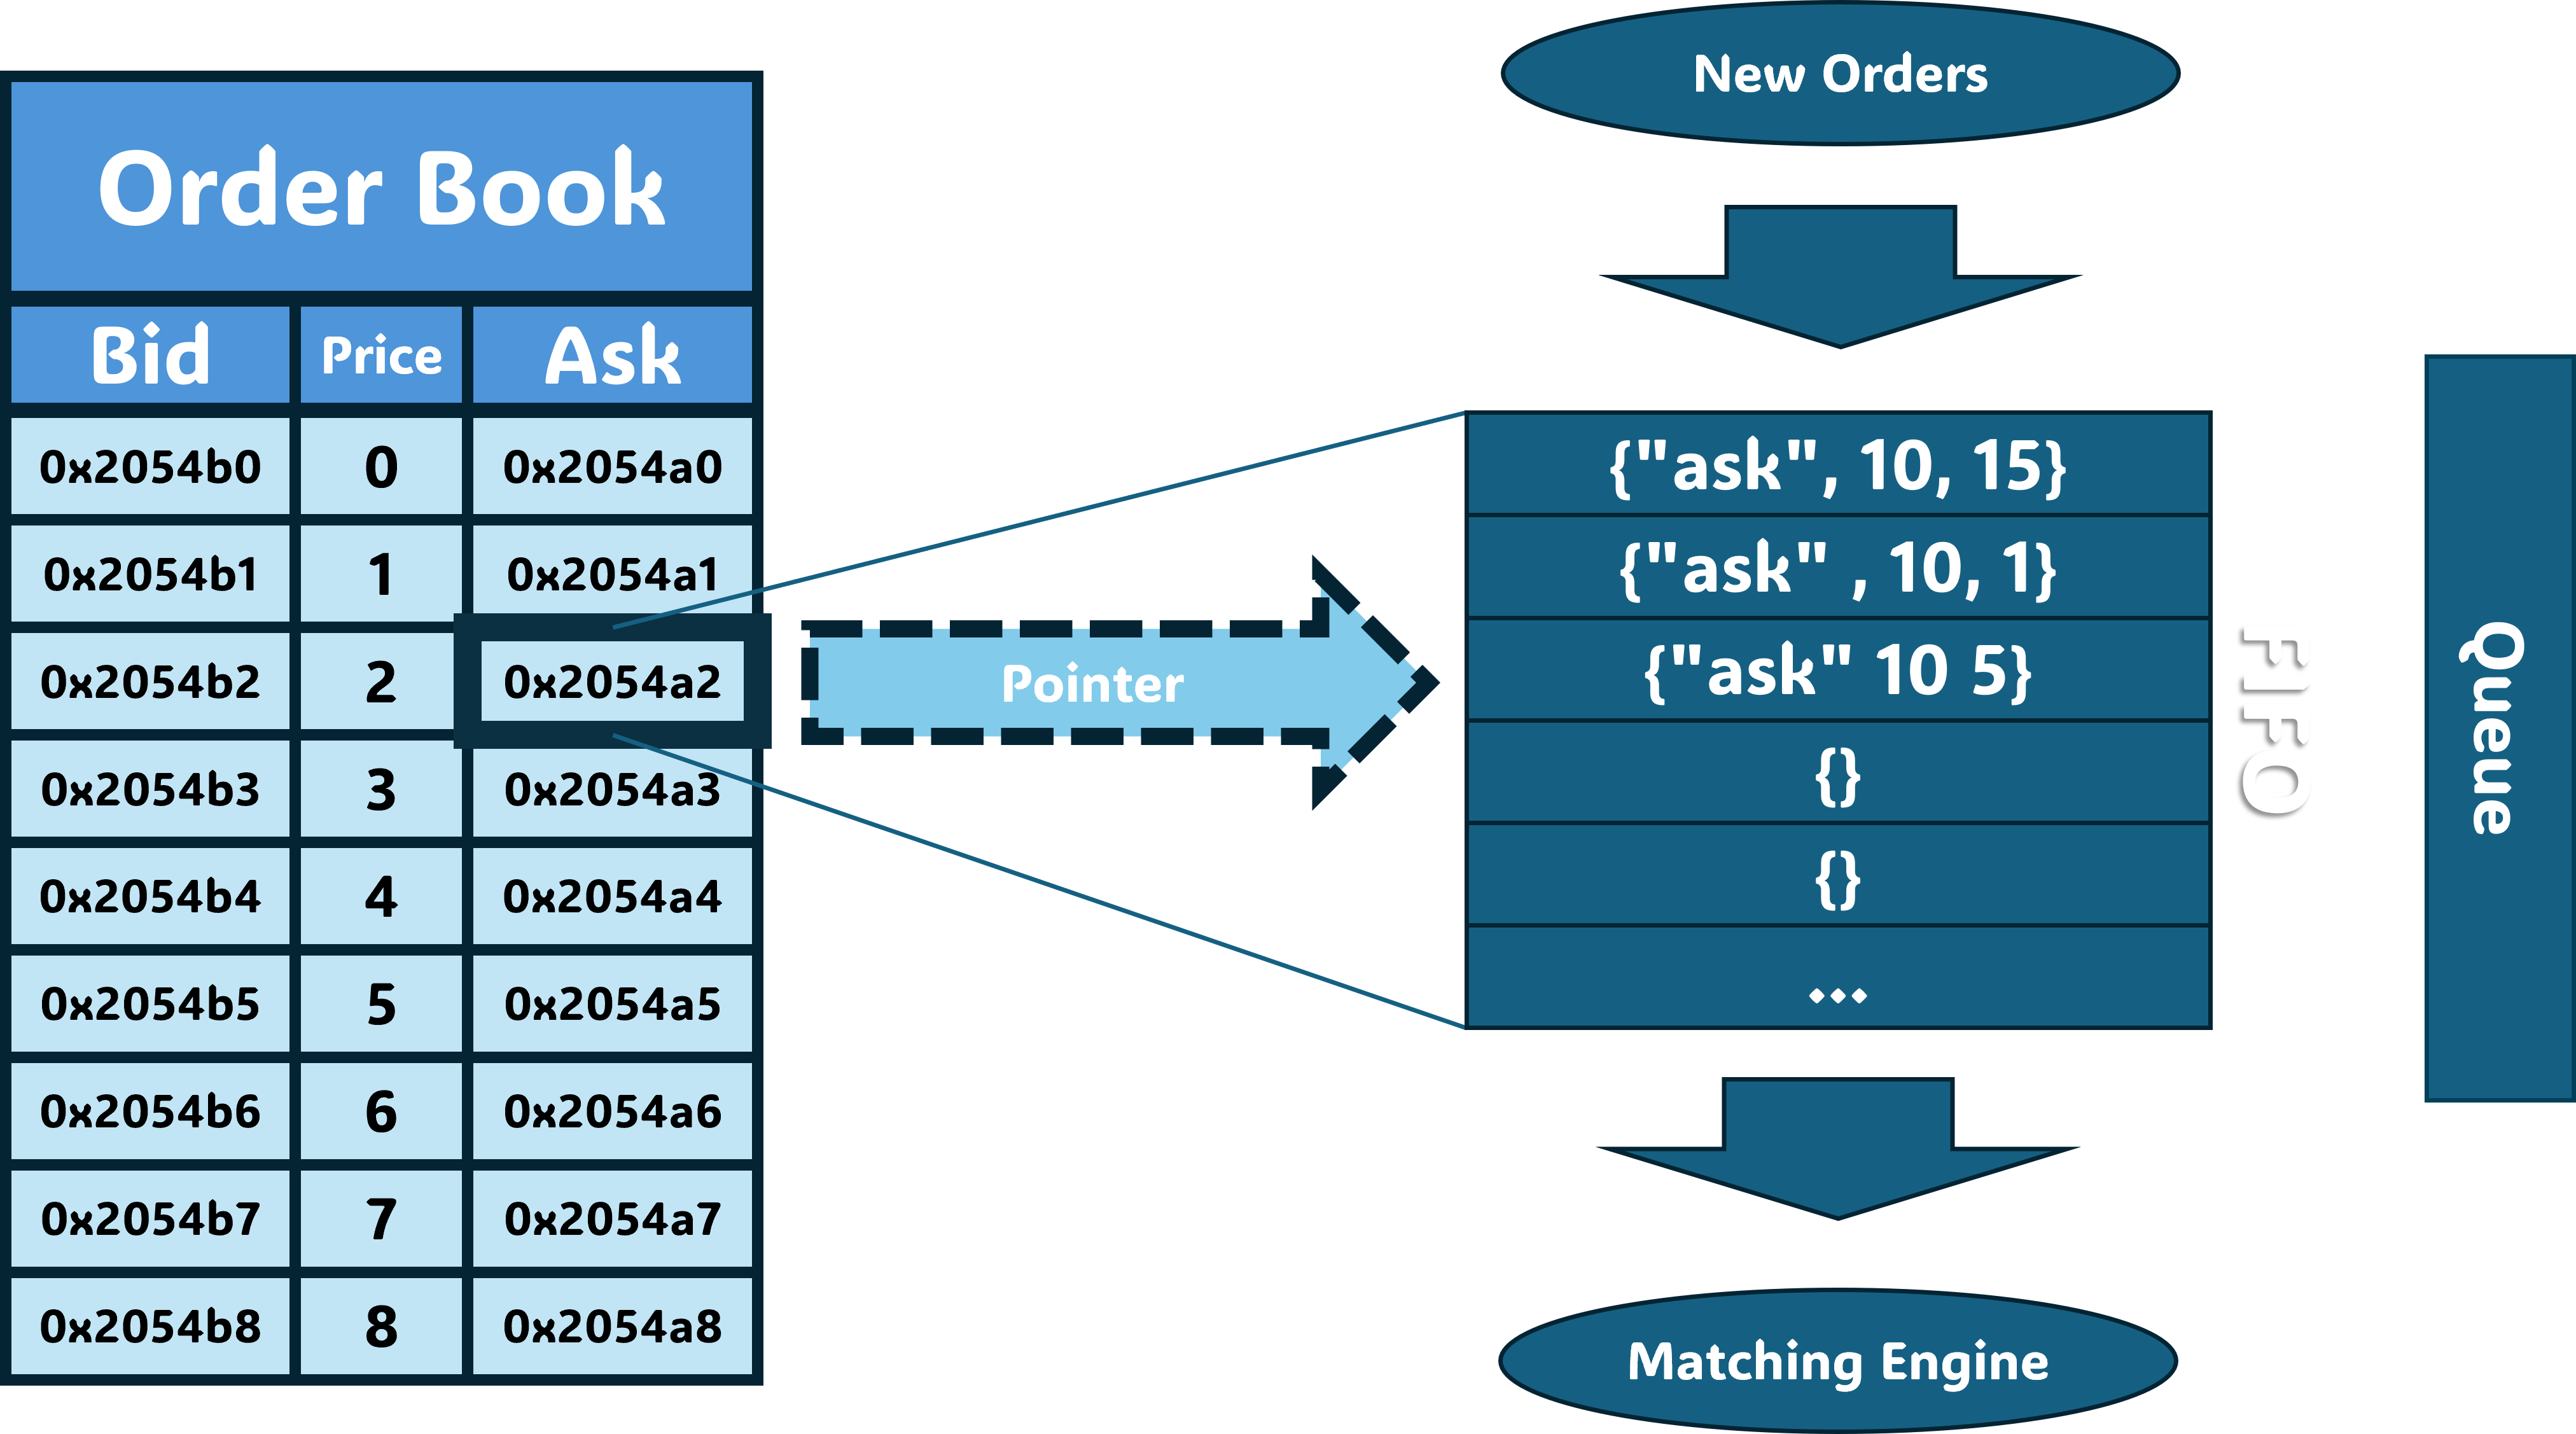 Order Book
Bid Price Ask
0x2054b0 0 0x2054a0
0x2054b1 1 0x2054a1
0x2054b2 2 0x2054a2
0x2054b3 3 0x2054a3
0x2054b4 4 0x2054a4
0x2054b5 5 0x2054a5
0x2054b6 6 0x2054a6
0x2054b7 7 0x2054a7
0x2054b8 8 0x2054a8
Pointer
New Orders
{"ask", 10, 15}
{"ask" , 10, 1}
{"ask" 10 5}
{}
{}
...
Matching Engine
FIFO
Queue